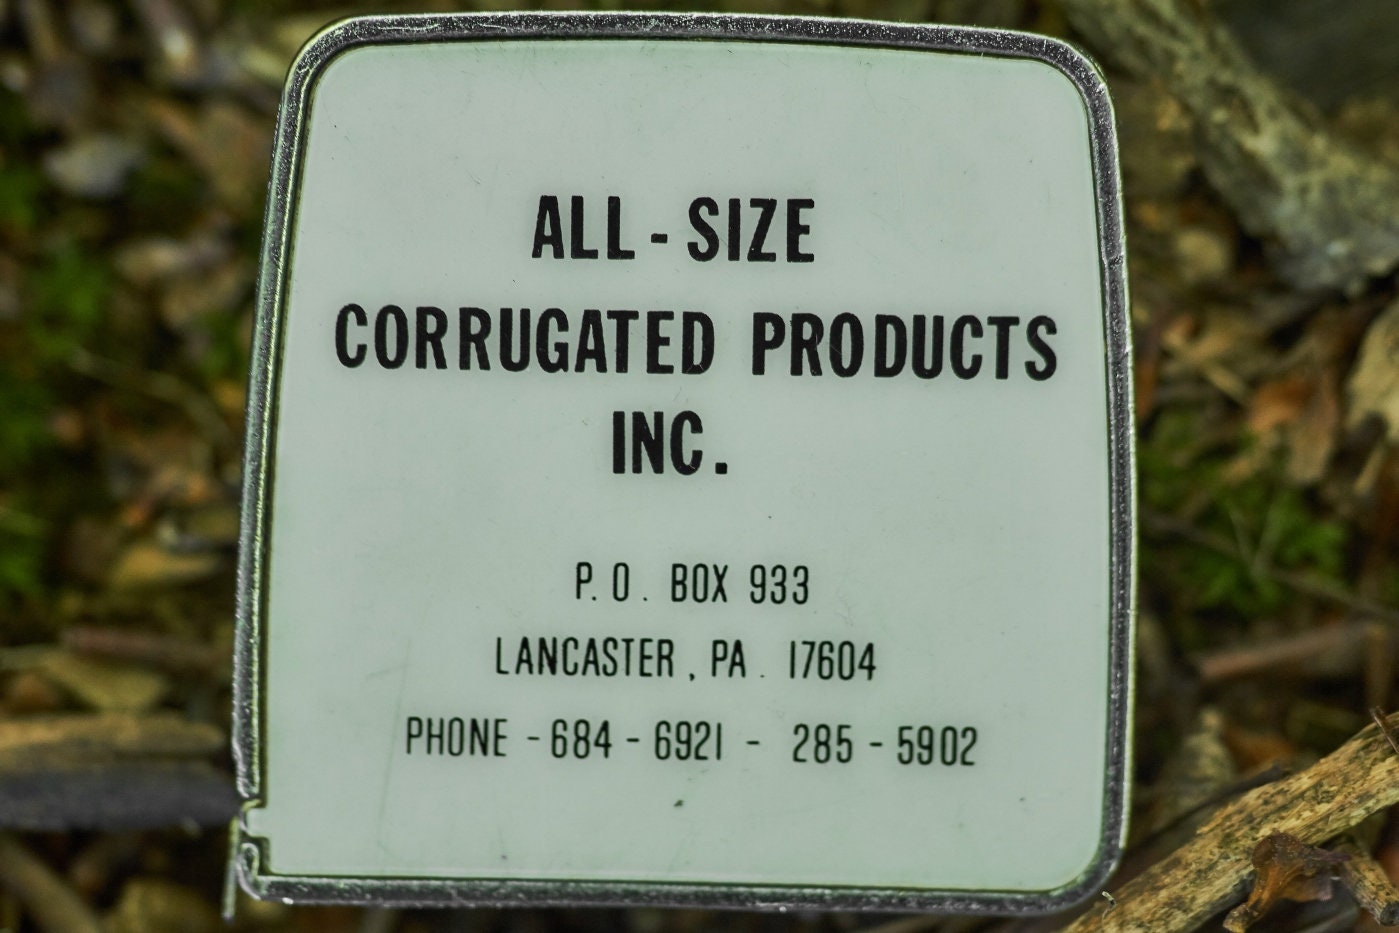 ALL-SIZE
CORRUGATED PRODUCTS
INC.
P.O. BOX 933
LANCASTER, PA. 17604
PHONE - 684 - 6921 - 285 - 5902